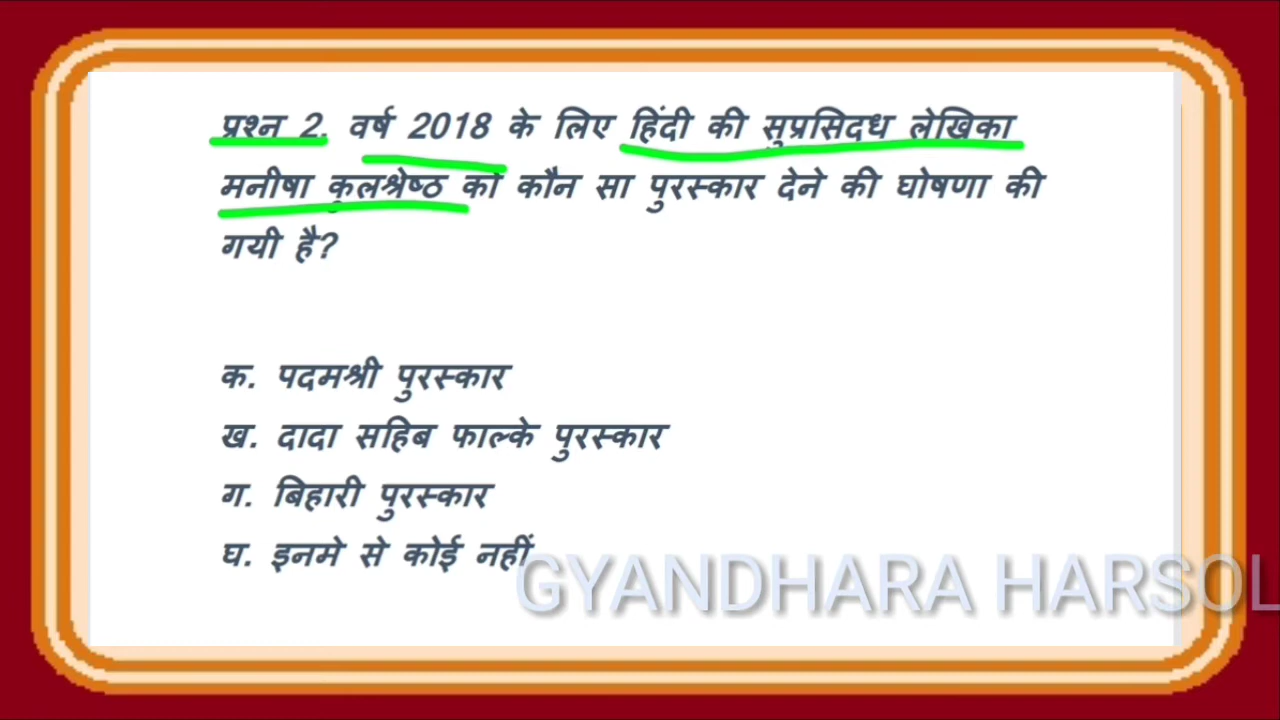 प्रश्न 2. वर्ष 2018 के लिए हिंदी की सुप्रसिदध लेखिका
मनीषा कुलश्रेष्ठ को कौन सा पुरस्कार देने की घोषणा की
गयी है?
क. पदमश्री पुरस्कार
ख. दादा सहिब फाल्के पुरस्कार
ग. बिहारी पुरस्कार
घ. इनमे से कोई नहीं
GYANDHARA HARSOL